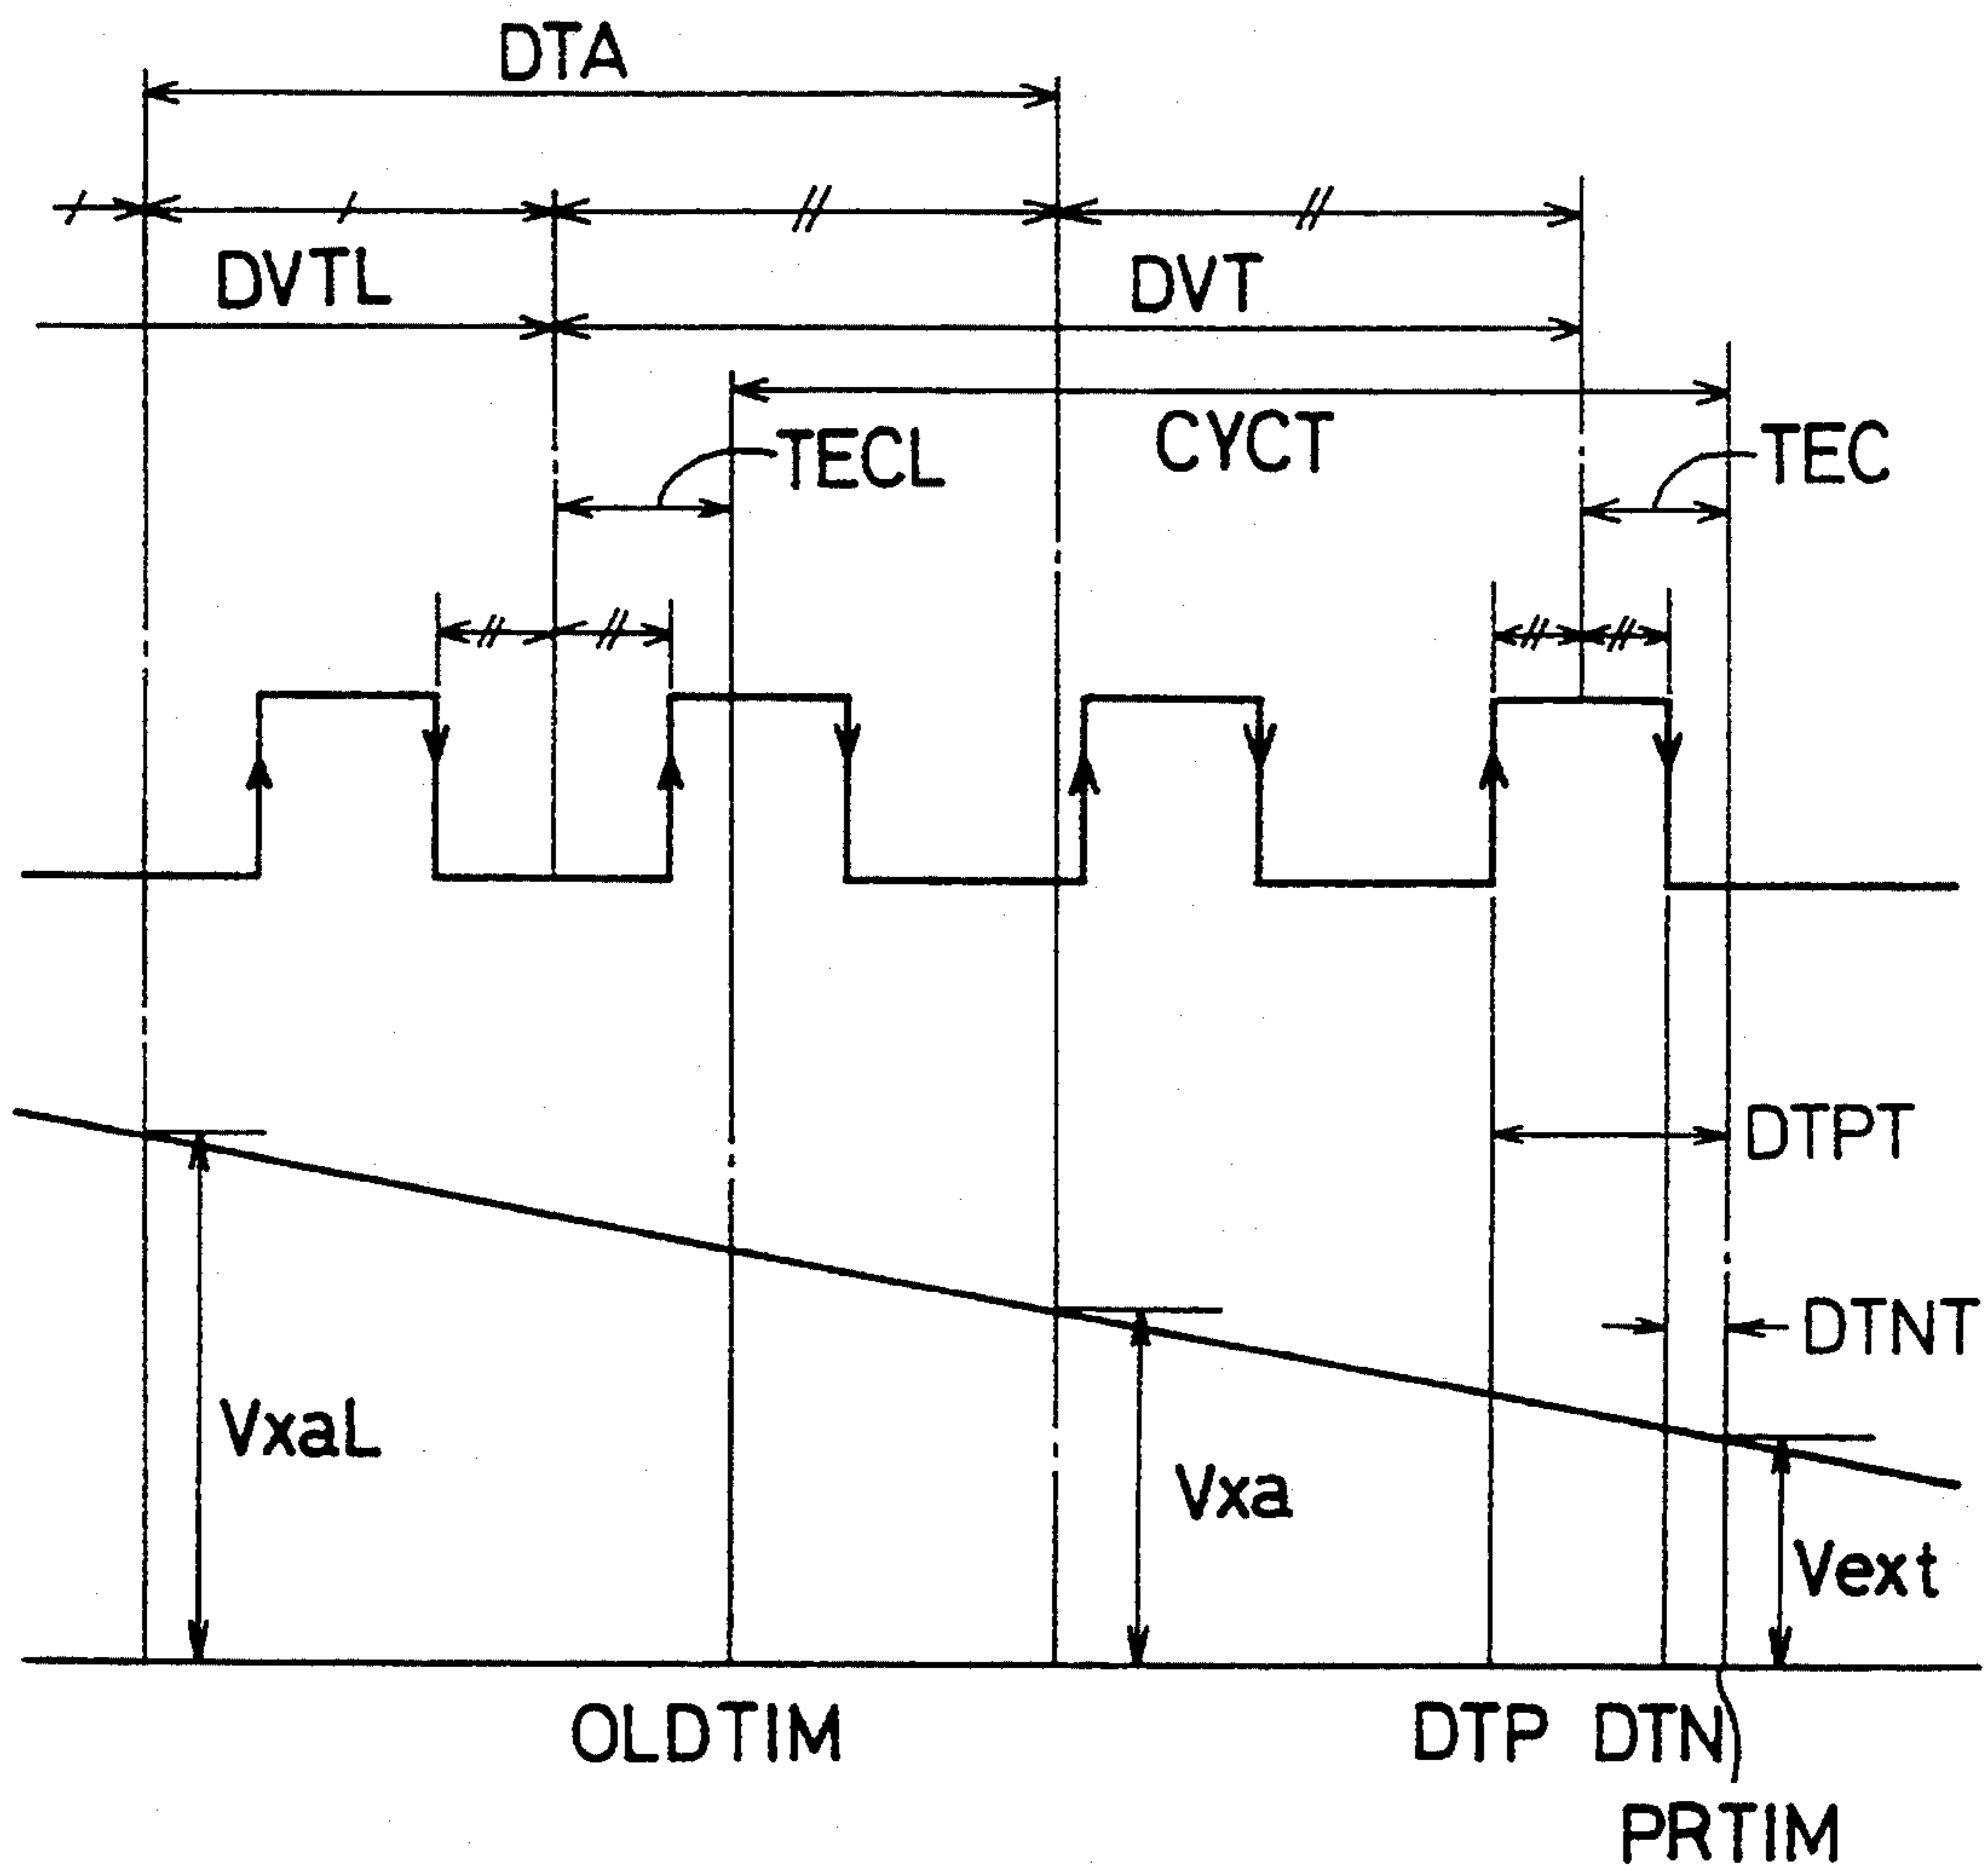 DTA
DVTL
DVT
CYCT
TECL
TEC
DTPT
DTNT
VxaL
Vxa
Vext
OLDTIM
DTP
DTN
PRTIM